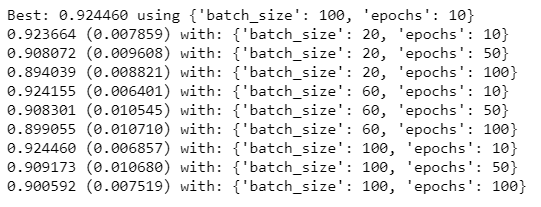 Best: 0.924460 using {'batch_size': 100, 'epochs': 10}
0.923664 (0.007859) with: {'batch_size': 20, 'epochs': 10}
0.908072 (0.009608) with: {'batch_size': 20, 'epochs': 50}
0.894039 (0.008821) with: {'batch_size': 20, 'epochs': 100}
0.924155 (0.006401) with: {'batch_size': 60, 'epochs': 10}
0.908301 (0.010545) with: {'batch_size': 60, 'epochs': 50}
0.899055 (0.010710) with: {'batch_size': 60, 'epochs': 100}
0.924460 (0.006857) with: {'batch_size': 100, 'epochs': 10}
0.909173 (0.010680) with: {'batch_size': 100, 'epochs': 50}
0.900592 (0.007519) with: {'batch_size': 100, 'epochs': 100}